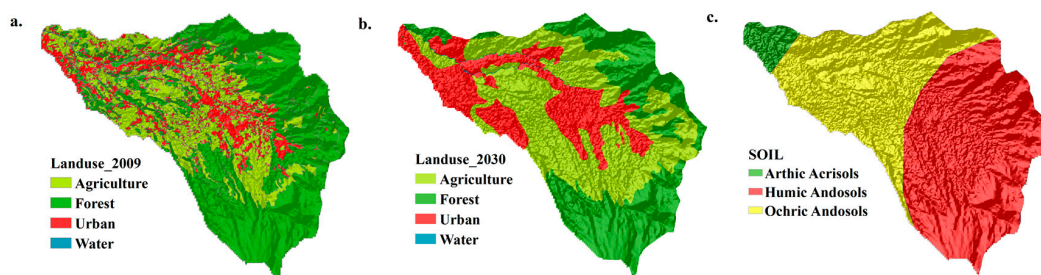 a.
Landuse_2009
Agriculture
Forest
Urban
Water
b.
Landuse_2030
Agriculture
Forest
Urban
Water
c.
SOIL
Arthic Acrisols
Humic Andosols
Ochric Andosols